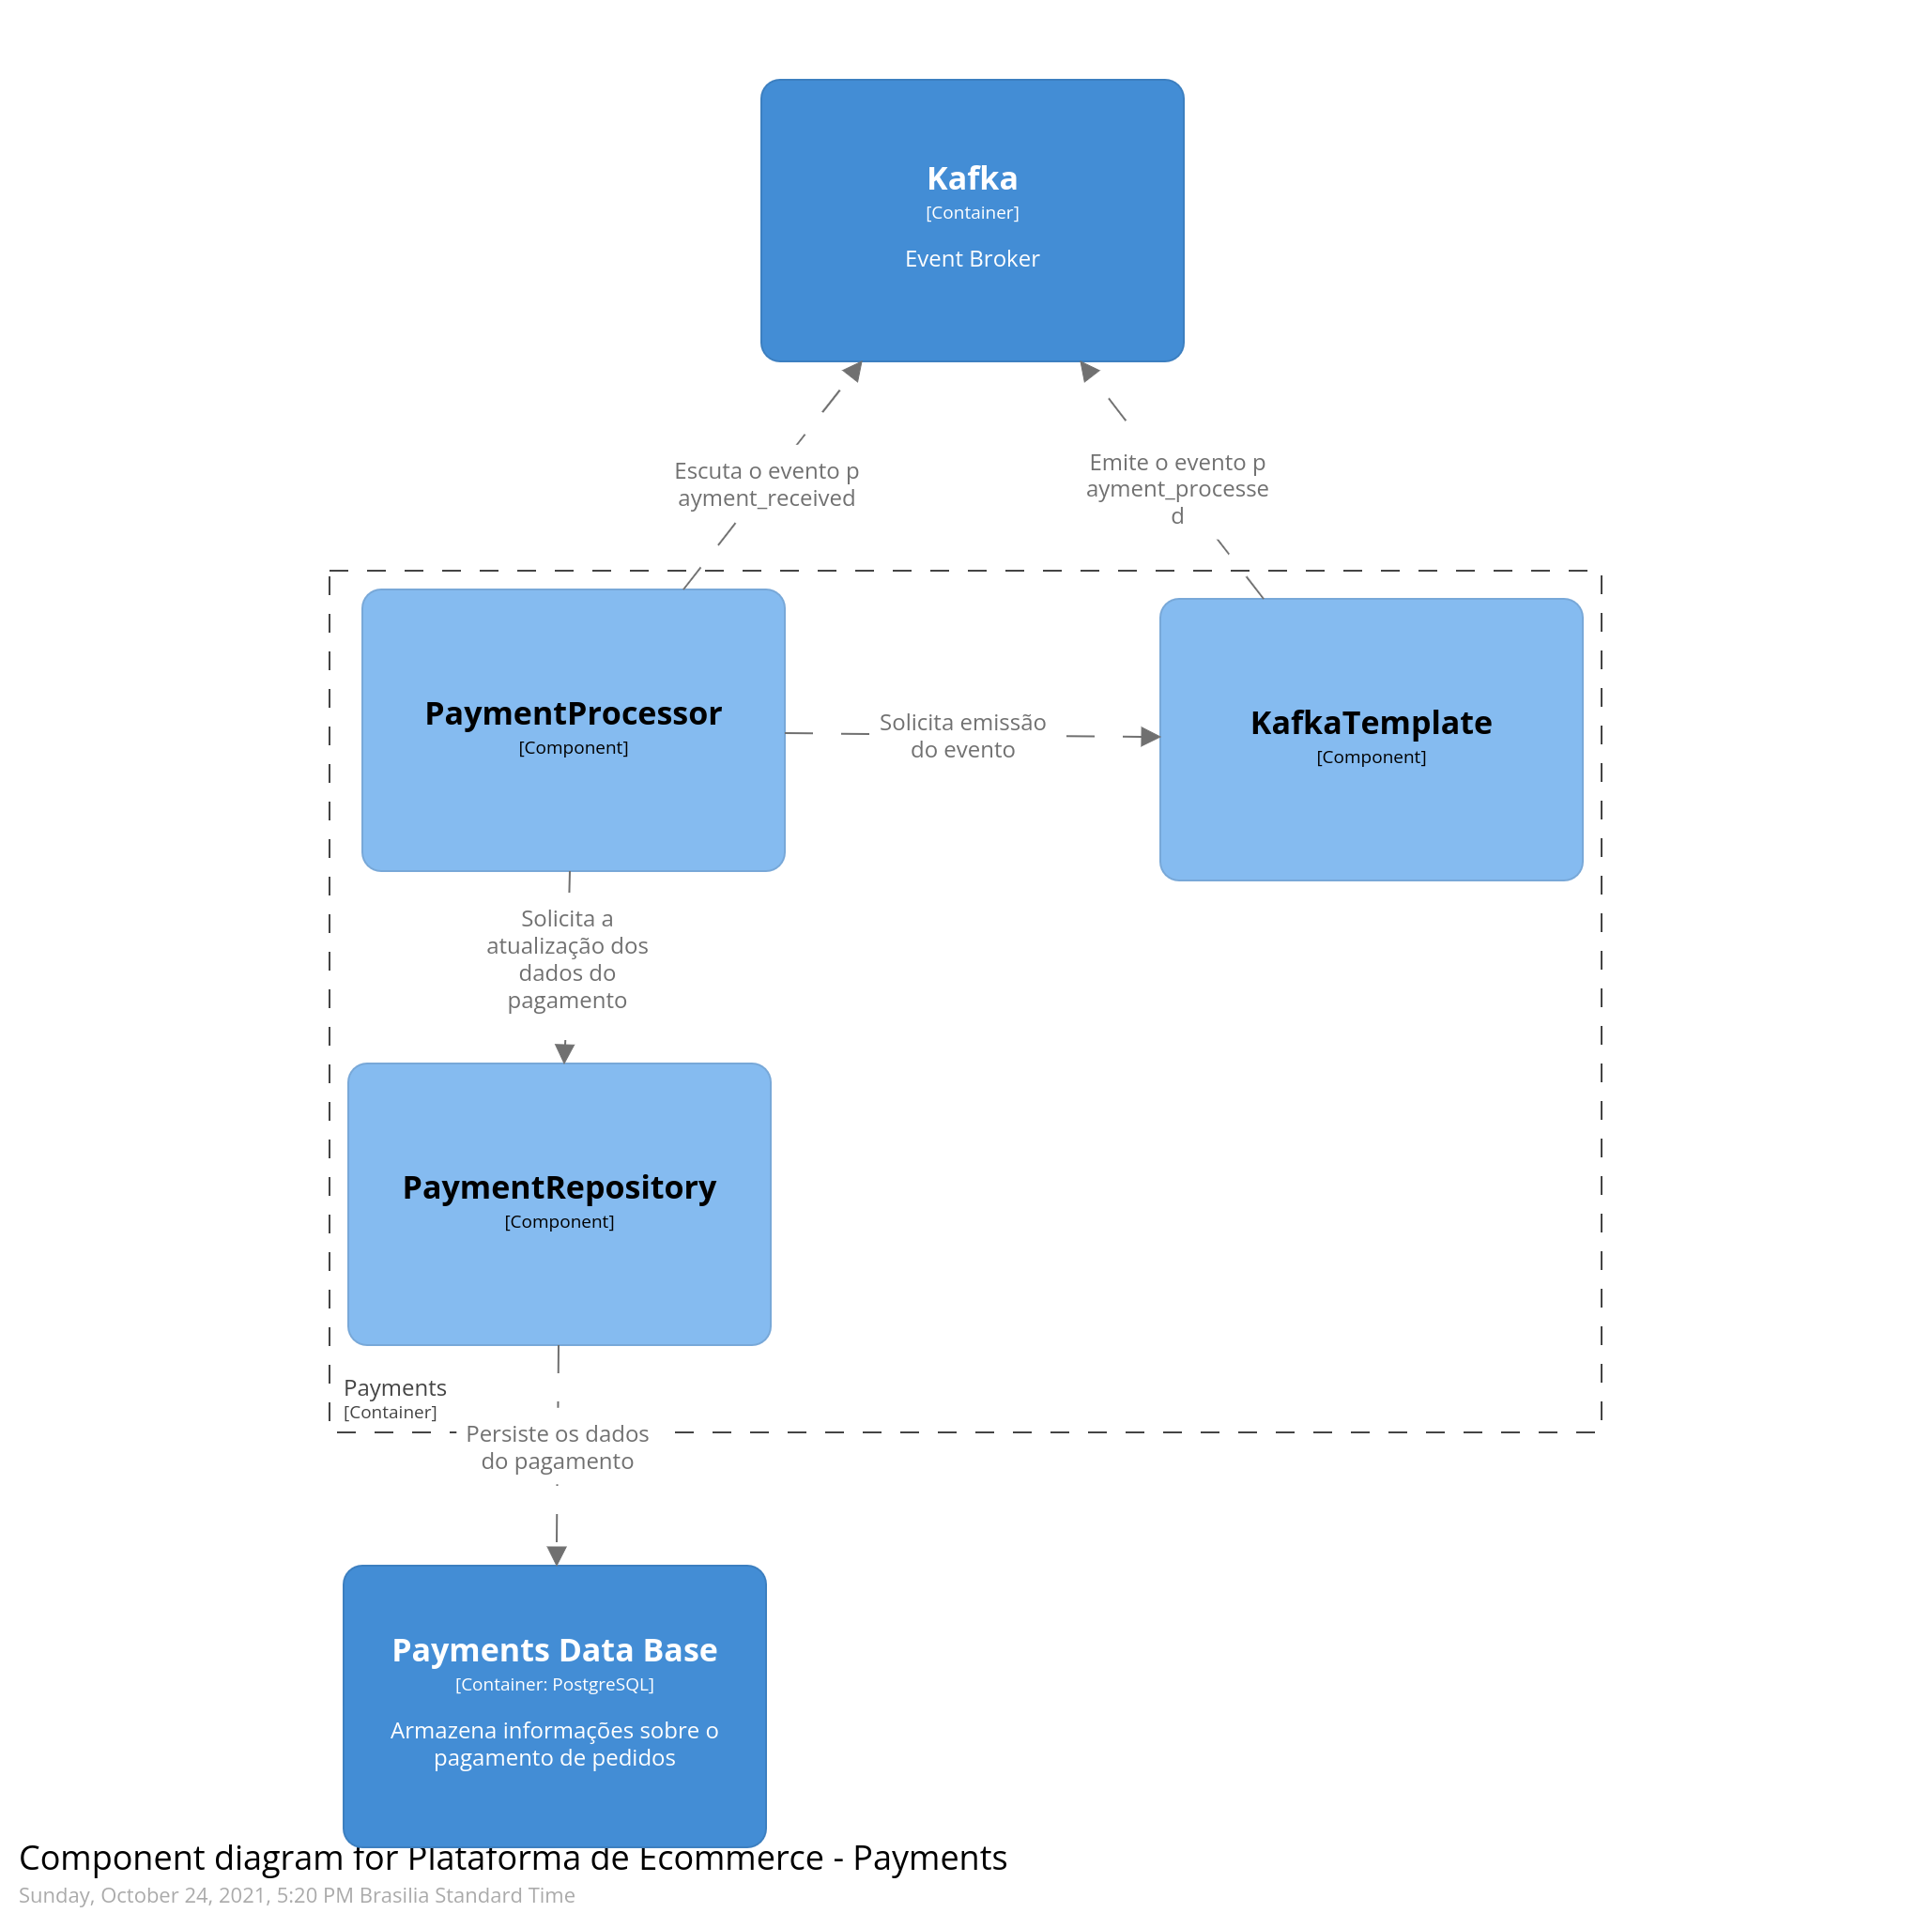 Kafka
[Container]
Event Broker
Escuta o evento p
ayment_received
Emite o evento p
ayment_processe
d
PaymentProcessor
[Component]
Solicita emissão
do evento
KafkaTemplate
[Component]
Solicita a
atualização dos
dados do
pagamento
PaymentRepository
[Component]
Payments
[Container]
Persiste os dados
do pagamento
Payments Data Base
[Container: PostgreSQL]
Armazena informações sobre o
pagamento de pedidos
Component diagram for Plataforma de Ecommerce - Payments
Sunday, October 24, 2021, 5:20 PM Brasilia Standard Time